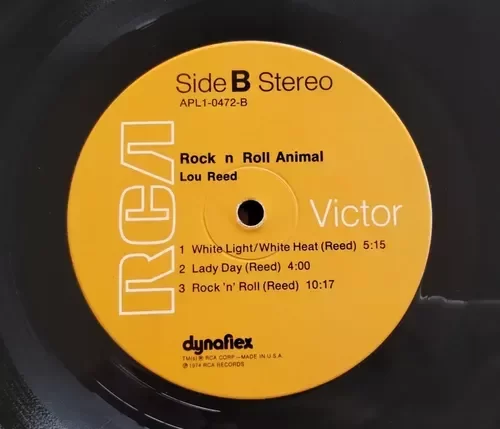 Side B Stereo
APL1-0472-B
Rock n Roll Animal
Lou Reed
RCA
Victor
1 White Light/White Heat (Reed) 5:15
2 Lady Day (Reed) 4:00
3 Rock 'n' Roll (Reed) 10:17
dynaflex
TM(s) ® RCA CORP.—MADE IN U.S.A.
℗ 1974 RCA RECORDS